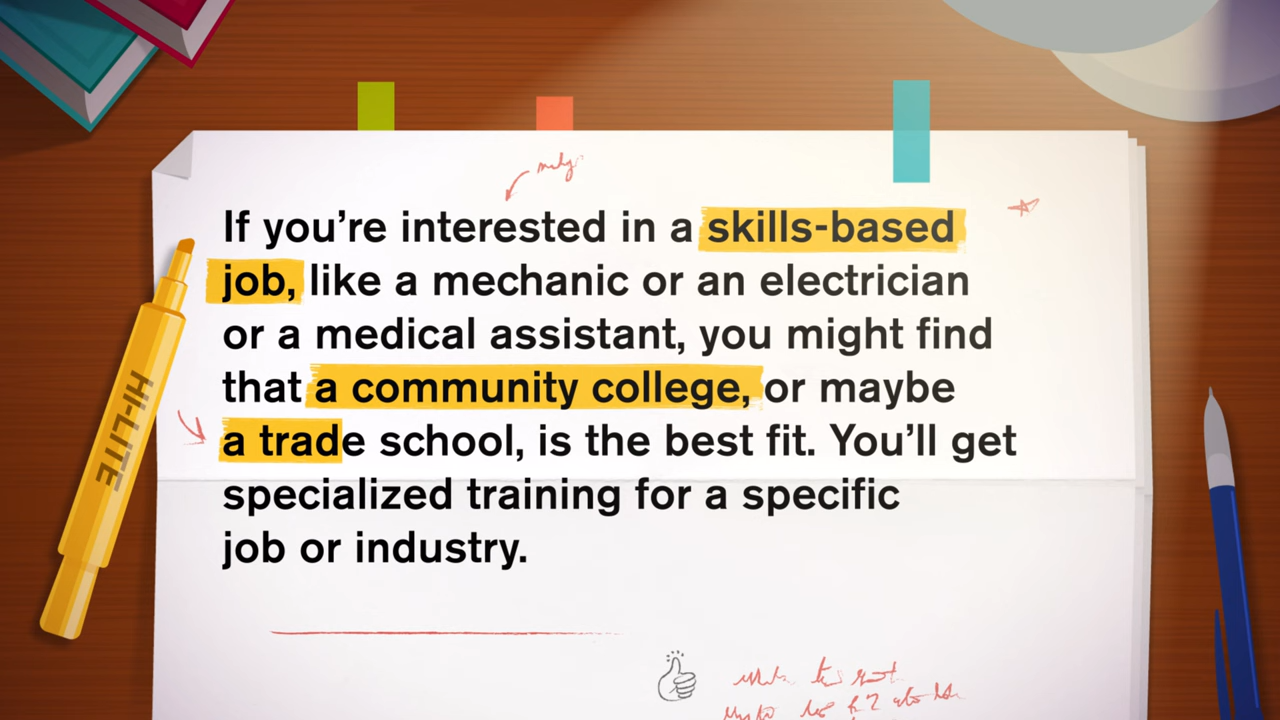 If you’re interested in a skills-based
job, like a mechanic or an electrician
or a medical assistant, you might find
that a community college, or maybe
a trade school, is the best fit. You’ll get
specialized training for a specific
job or industry.
HI-LITE